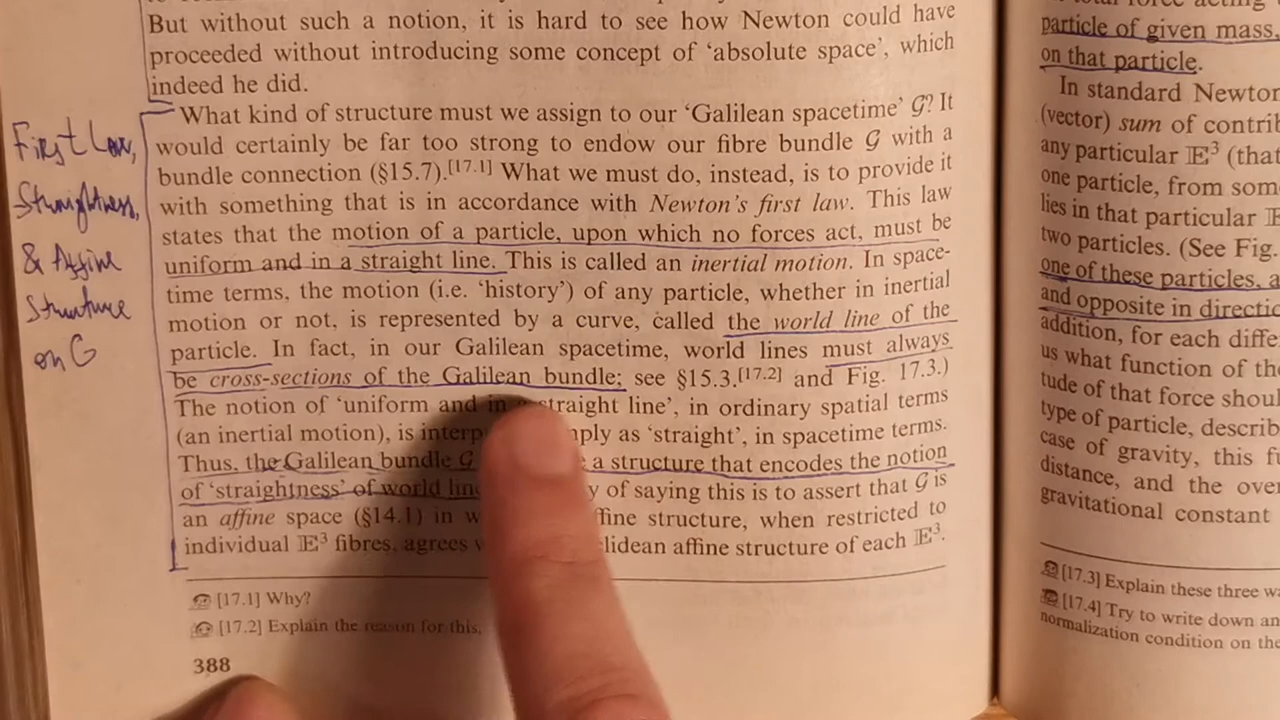 But without such a notion, it is hard to see how Newton could have
proceeded without introducing some concept of 'absolute space', which
indeed he did.
What kind of structure must we assign to our 'Galilean spacetime' 𝒢? It
would certainly be far too strong to endow our fibre bundle 𝒢 with a
bundle connection (§15.7).[17.1] What we must do, instead, is to provide it
with something that is in accordance with Newton's first law. This law
states that the motion of a particle, upon which no forces act, must be
uniform and in a straight line. This is called an inertial motion. In space-
time terms, the motion (i.e. 'history') of any particle, whether in inertial
motion or not, is represented by a curve, called the world line of the
particle. In fact, in our Galilean spacetime, world lines must always
be cross-sections of the Galilean bundle; see §15.3.[17.2] and Fig. 17.3.)
The notion of 'uniform and in straight line', in ordinary spatial terms
(an inertial motion), is interp mply as 'straight', in spacetime terms.
Thus, the Galilean bundle 𝒢 a structure that encodes the notion
of 'straightness' of world lin y of saying this is to assert that 𝒢 is
an affine space (§14.1) in w ffine structure, when restricted to
individual 𝔼³ fibres, agrees lidean affine structure of each 𝔼³.
[17.1] Why?
[17.2] Explain the reason for this.
388
First Law,
Straightness,
& Affine
Structure
on G
particle of given mass,
on that particle.
In standard Newton
(vector) sum of contrib
any particular 𝔼³ (that
one particle, from som
lies in that particular
two particles. (See Fig.
one of these particles, a
and opposite in directio
addition, for each diffe
us what function of the
tude of that force shoul
type of particle, describ
case of gravity, this fu
distance, and the over
gravitational constant
[17.3] Explain these three wa
[17.4] Try to write down an
normalization condition on the